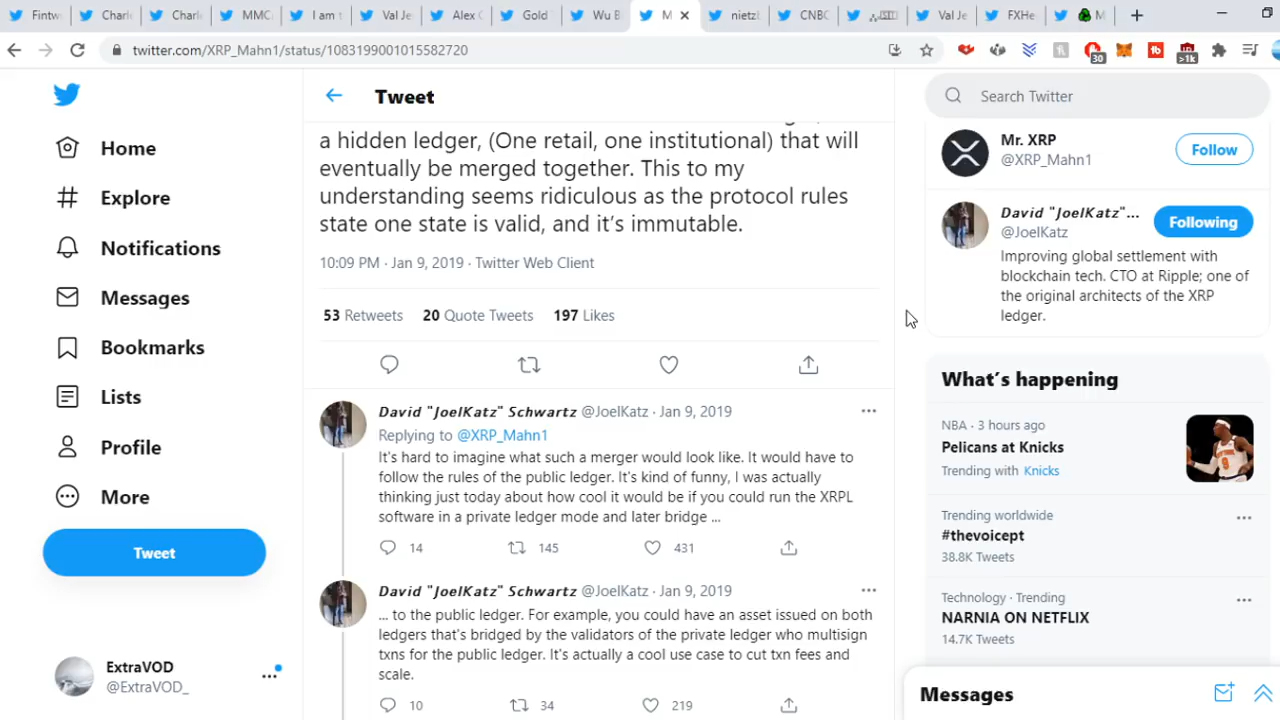 Fintw
Charle
Charle
MMC
I am t
Val Je
Alex C
Gold
Wu B
M
nietzl
CNBC
Val Je
FXHe
M
twitter.com/XRP_Mahn1/status/1083199001015582720
30
>1k
Home
Explore
Notifications
Messages
Bookmarks
Lists
Profile
More
Tweet
ExtraVOD
@ExtraVOD_
Tweet
a hidden ledger, (One retail, one institutional) that will
eventually be merged together. This to my
understanding seems ridiculous as the protocol rules
state one state is valid, and it's immutable.
10:09 PM · Jan 9, 2019 · Twitter Web Client
53 Retweets 20 Quote Tweets 197 Likes
David "JoelKatz" Schwartz @JoelKatz · Jan 9, 2019
Replying to @XRP_Mahn1
It's hard to imagine what such a merger would look like. It would have to
follow the rules of the public ledger. It's kind of funny, I was actually
thinking just today about how cool it would be if you could run the XRPL
software in a private ledger mode and later bridge ...
14 145 431
David "JoelKatz" Schwartz @JoelKatz · Jan 9, 2019
... to the public ledger. For example, you could have an asset issued on both
ledgers that's bridged by the validators of the private ledger who multisign
txns for the public ledger. It's actually a cool use case to cut txn fees and
scale.
10 34 219
Search Twitter
Mr. XRP
@XRP_Mahn1
Follow
David "JoelKatz"...
@JoelKatz
Following
Improving global settlement with
blockchain tech. CTO at Ripple; one of
the original architects of the XRP
ledger.
What's happening
NBA · 3 hours ago
Pelicans at Knicks
Trending with Knicks
Trending worldwide
#thevoicept
38.8K Tweets
Technology · Trending
NARNIA ON NETFLIX
14.7K Tweets
Messages